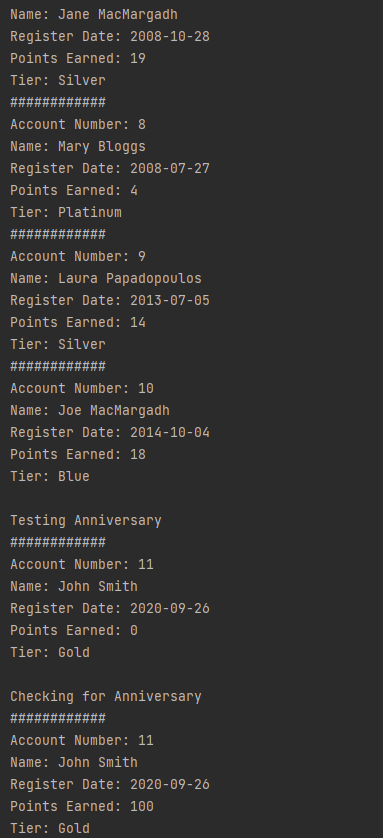 Name: Jane MacMargadh
Register Date: 2008-10-28
Points Earned: 19
Tier: Silver
############
Account Number: 8
Name: Mary Bloggs
Register Date: 2008-07-27
Points Earned: 4
Tier: Platinum
############
Account Number: 9
Name: Laura Papadopoulos
Register Date: 2013-07-05
Points Earned: 14
Tier: Silver
############
Account Number: 10
Name: Joe MacMargadh
Register Date: 2014-10-04
Points Earned: 18
Tier: Blue
Testing Anniversary
############
Account Number: 11
Name: John Smith
Register Date: 2020-09-26
Points Earned: 0
Tier: Gold
Checking for Anniversary
############
Account Number: 11
Name: John Smith
Register Date: 2020-09-26
Points Earned: 100
Tier: Gold